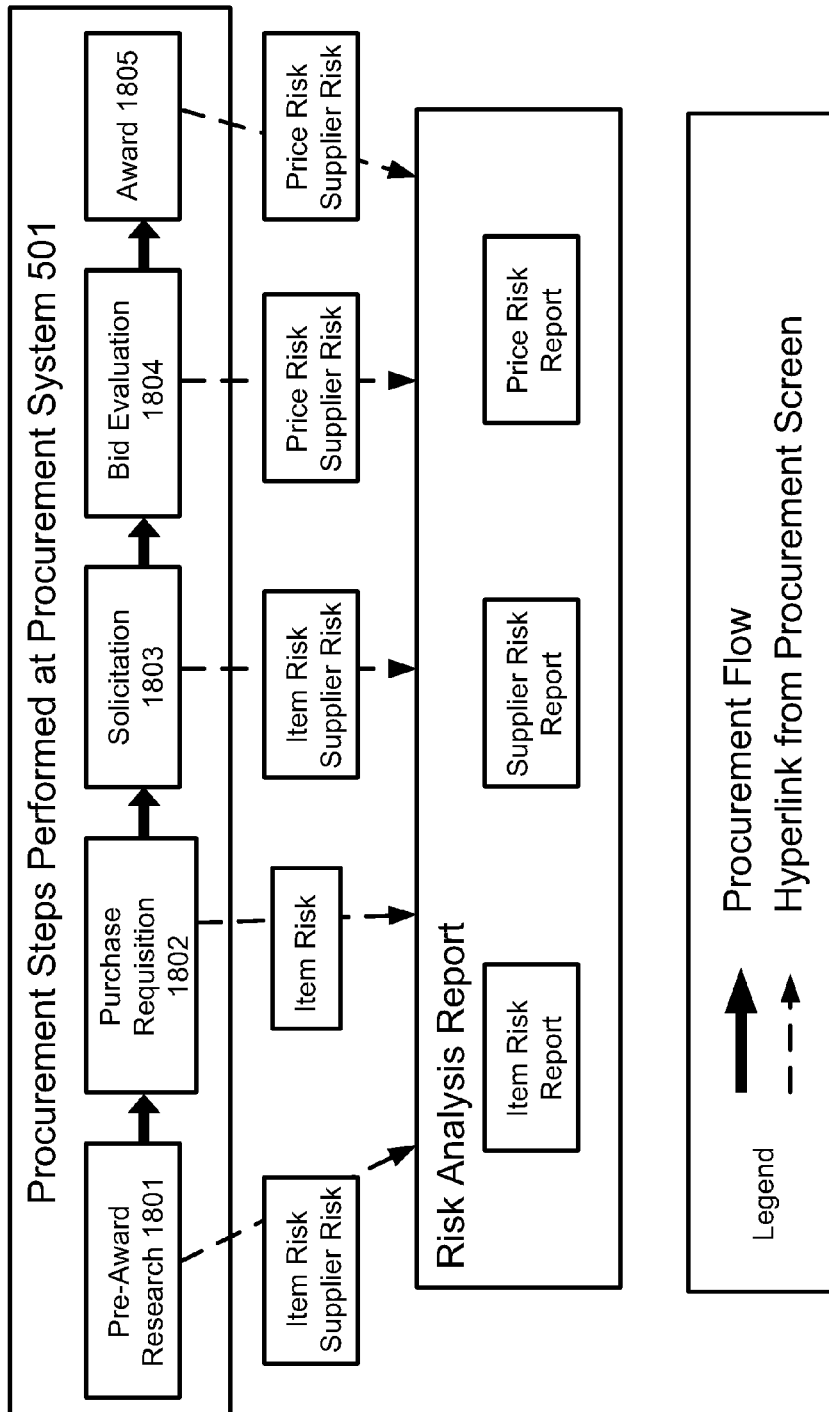 Procurement Steps Performed at Procurement System 501
Pre-Award
Research 1801
Purchase
Requisition
1802
Solicitation
1803
Bid Evaluation
1804
Award 1805
Item Risk
Supplier Risk
Item Risk
Item Risk
Supplier Risk
Price Risk
Supplier Risk
Price Risk
Supplier Risk
Risk Analysis Report
Item Risk
Report
Supplier Risk
Report
Price Risk
Report
Legend
Procurement Flow
Hyperlink from Procurement Screen